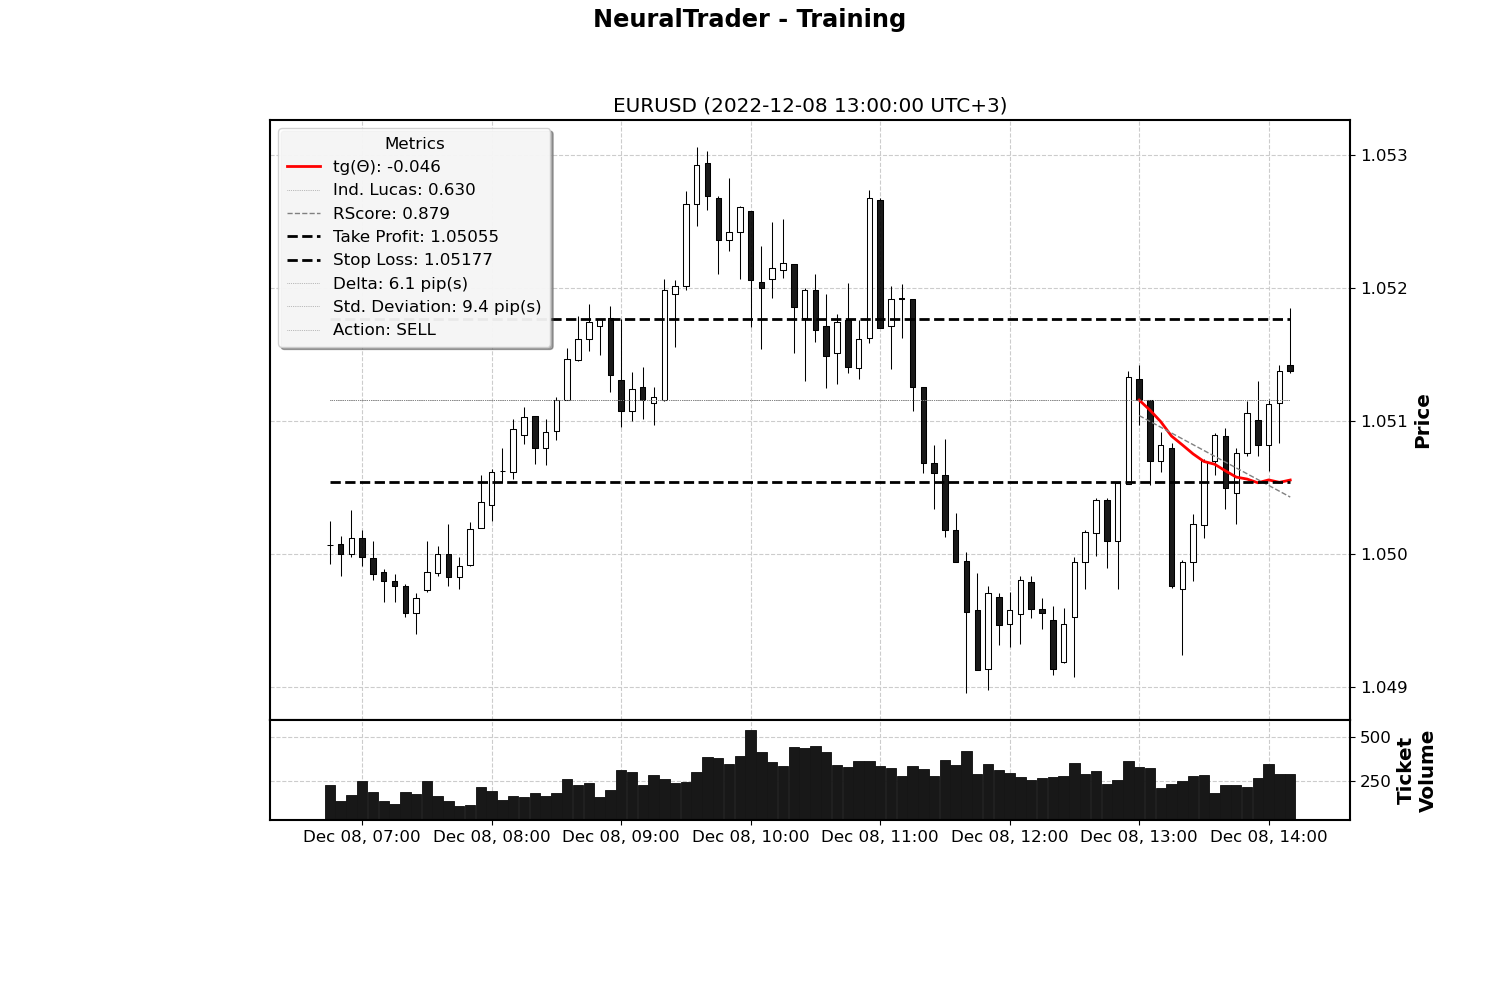 NeuralTrader - Training
EURUSD (2022-12-08 13:00:00 UTC+3)
Metrics
tg(Θ): -0.046
Ind. Lucas: 0.630
RScore: 0.879
Take Profit: 1.05055
Stop Loss: 1.05177
Delta: 6.1 pip(s)
Std. Deviation: 9.4 pip(s)
Action: SELL
1.053
1.052
1.051
1.050
1.049
Price
500
250
Ticket
Volume
Dec 08, 07:00
Dec 08, 08:00
Dec 08, 09:00
Dec 08, 10:00
Dec 08, 11:00
Dec 08, 12:00
Dec 08, 13:00
Dec 08, 14:00